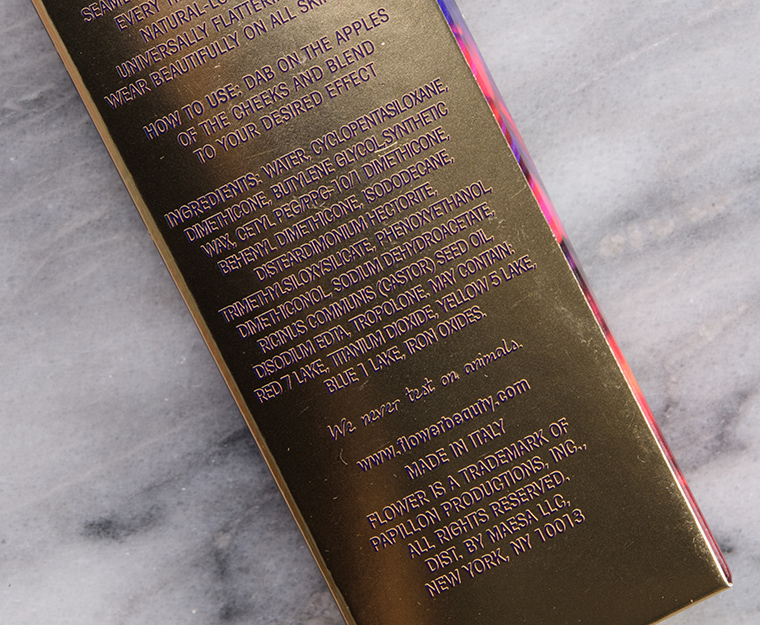 EVERY
NATURAL-LO
UNIVERSALLY FLATTERI
WEAR BEAUTIFULLY ON ALL SKI
HOW TO USE: DAB ON THE APPLES
OF THE CHEEKS AND BLEND
TO YOUR DESIRED EFFECT
INGREDIENTS: WATER, CYCLOPENTASILOXANE,
DIMETHICONE, BUTYLENE GLYCOL,SYNTHETIC
WAX, CETYL PEG/PPG-10/1 DIMETHICONE,
BEHENYL DIMETHICONE, ISODODECANE,
DISTEARDIMONIUM HECTORITE,
TRIMETHYLSILOXYSILICATE, PHENOXYETHANOL,
DIMETHICONOL, SODIUM DEHYDROACETATE,
RICINUS COMMUNIS (CASTOR) SEED OIL,
DISODIUM EDTA, TROPOLONE, MAY CONTAIN:
RED 7 LAKE, TITANIUM DIOXIDE, YELLOW 5 LAKE,
BLUE 1 LAKE, IRON OXIDES.
We never test on animals.
www.flowerbeauty.com
MADE IN ITALY
FLOWER IS A TRADEMARK OF
PAPILLON PRODUCTIONS, INC.,
ALL RIGHTS RESERVED.
DIST. BY MAESA LLC,
NEW YORK, NY 10013